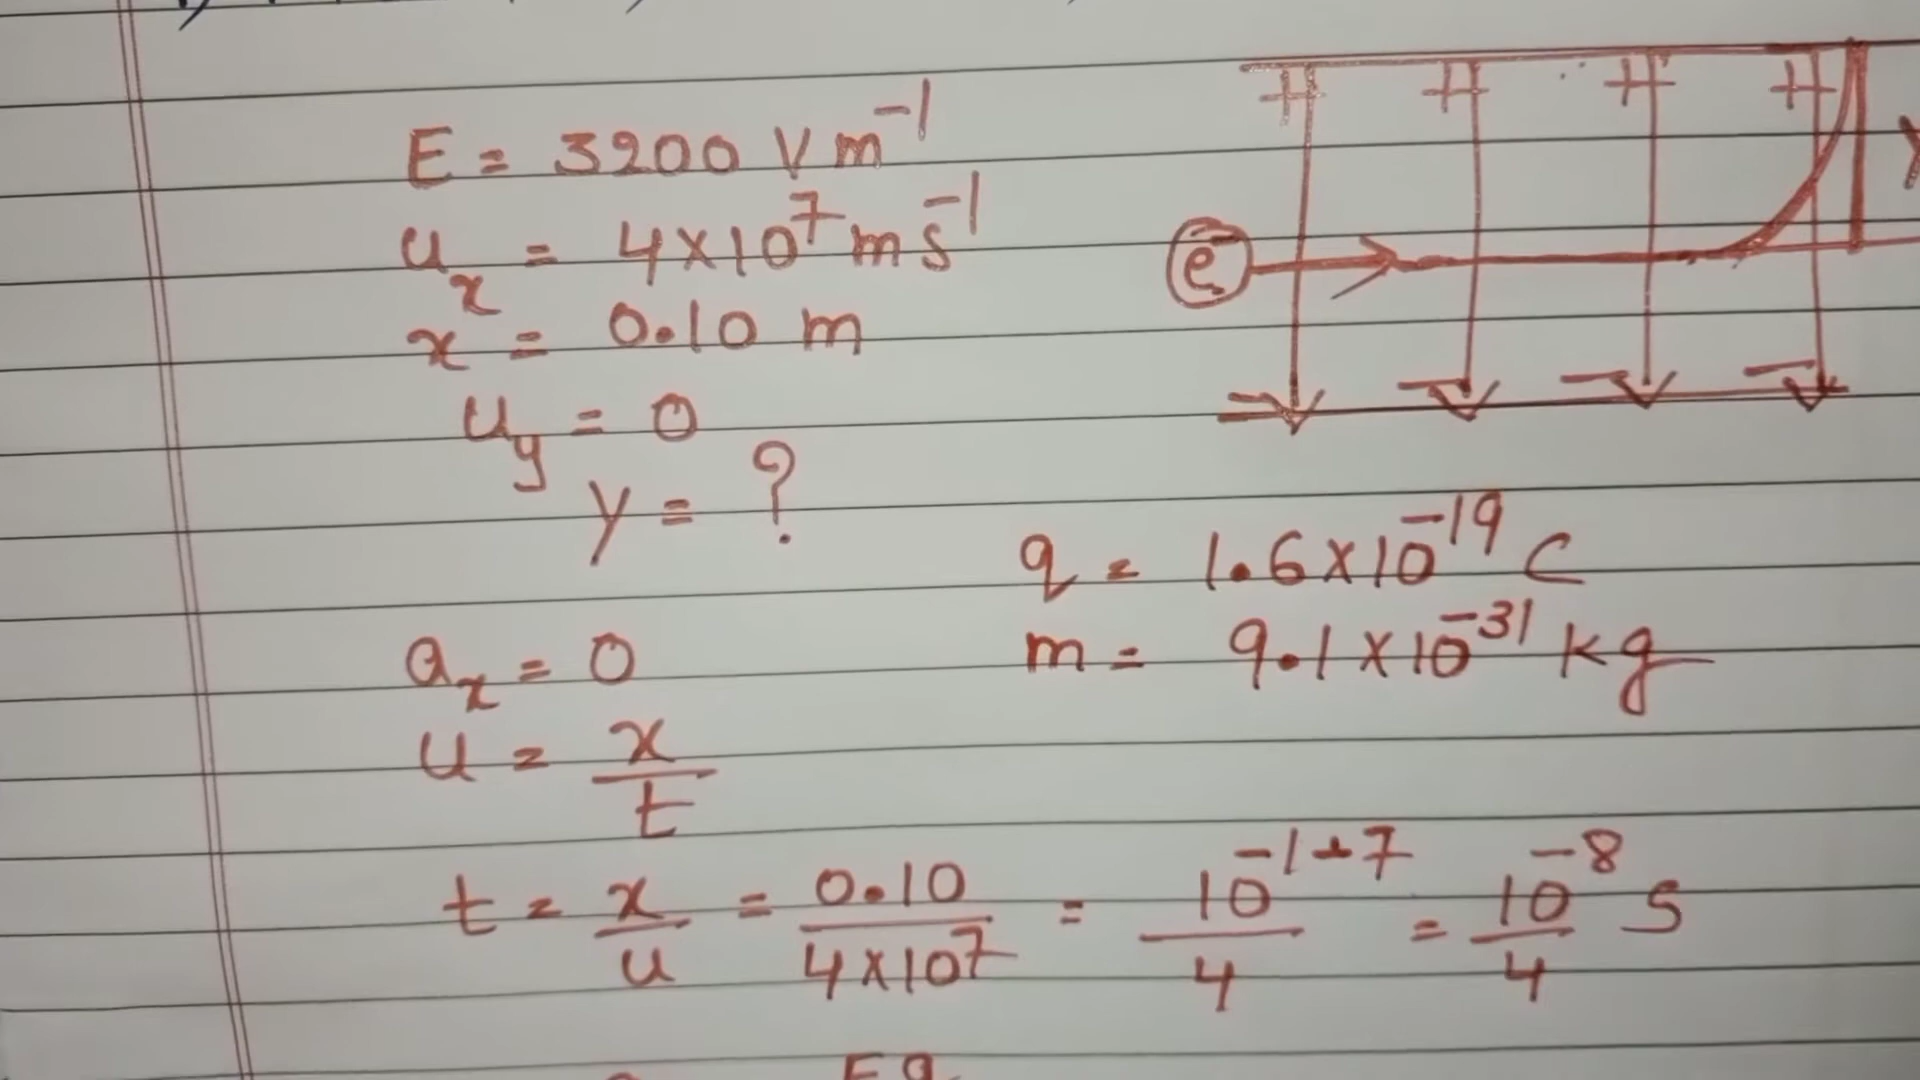 + + + +
E = 3200 V m⁻¹
uₓ = 4×10⁷ m s⁻¹
e⁻
x = 0.10 m
u_y = 0
- - - -
y = ?
q = 1.6×10⁻¹⁹ C
m = 9.1×10⁻³¹ kg
aₓ = 0
u = x/t
t = x/u = 0.10/(4×10⁷) = 10⁻¹⁺⁷/4 = 10⁻⁸/4 S
Eq